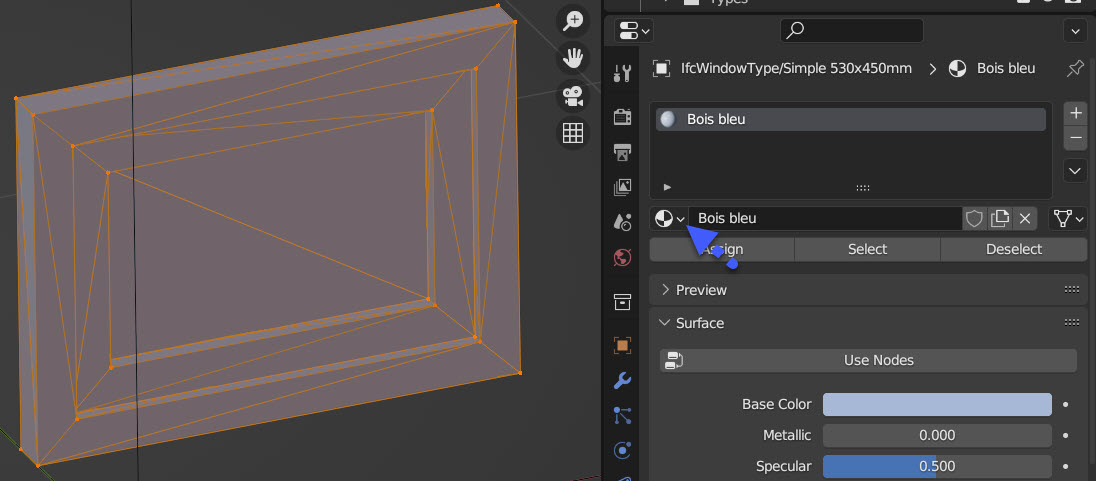 Types
IfcWindowType/Simple 530x450mm > Bois bleu
Bois bleu
Bois bleu
Assign Select Deselect
Preview
Surface
Use Nodes
Base Color
Metallic 0.000
Specular 0.500